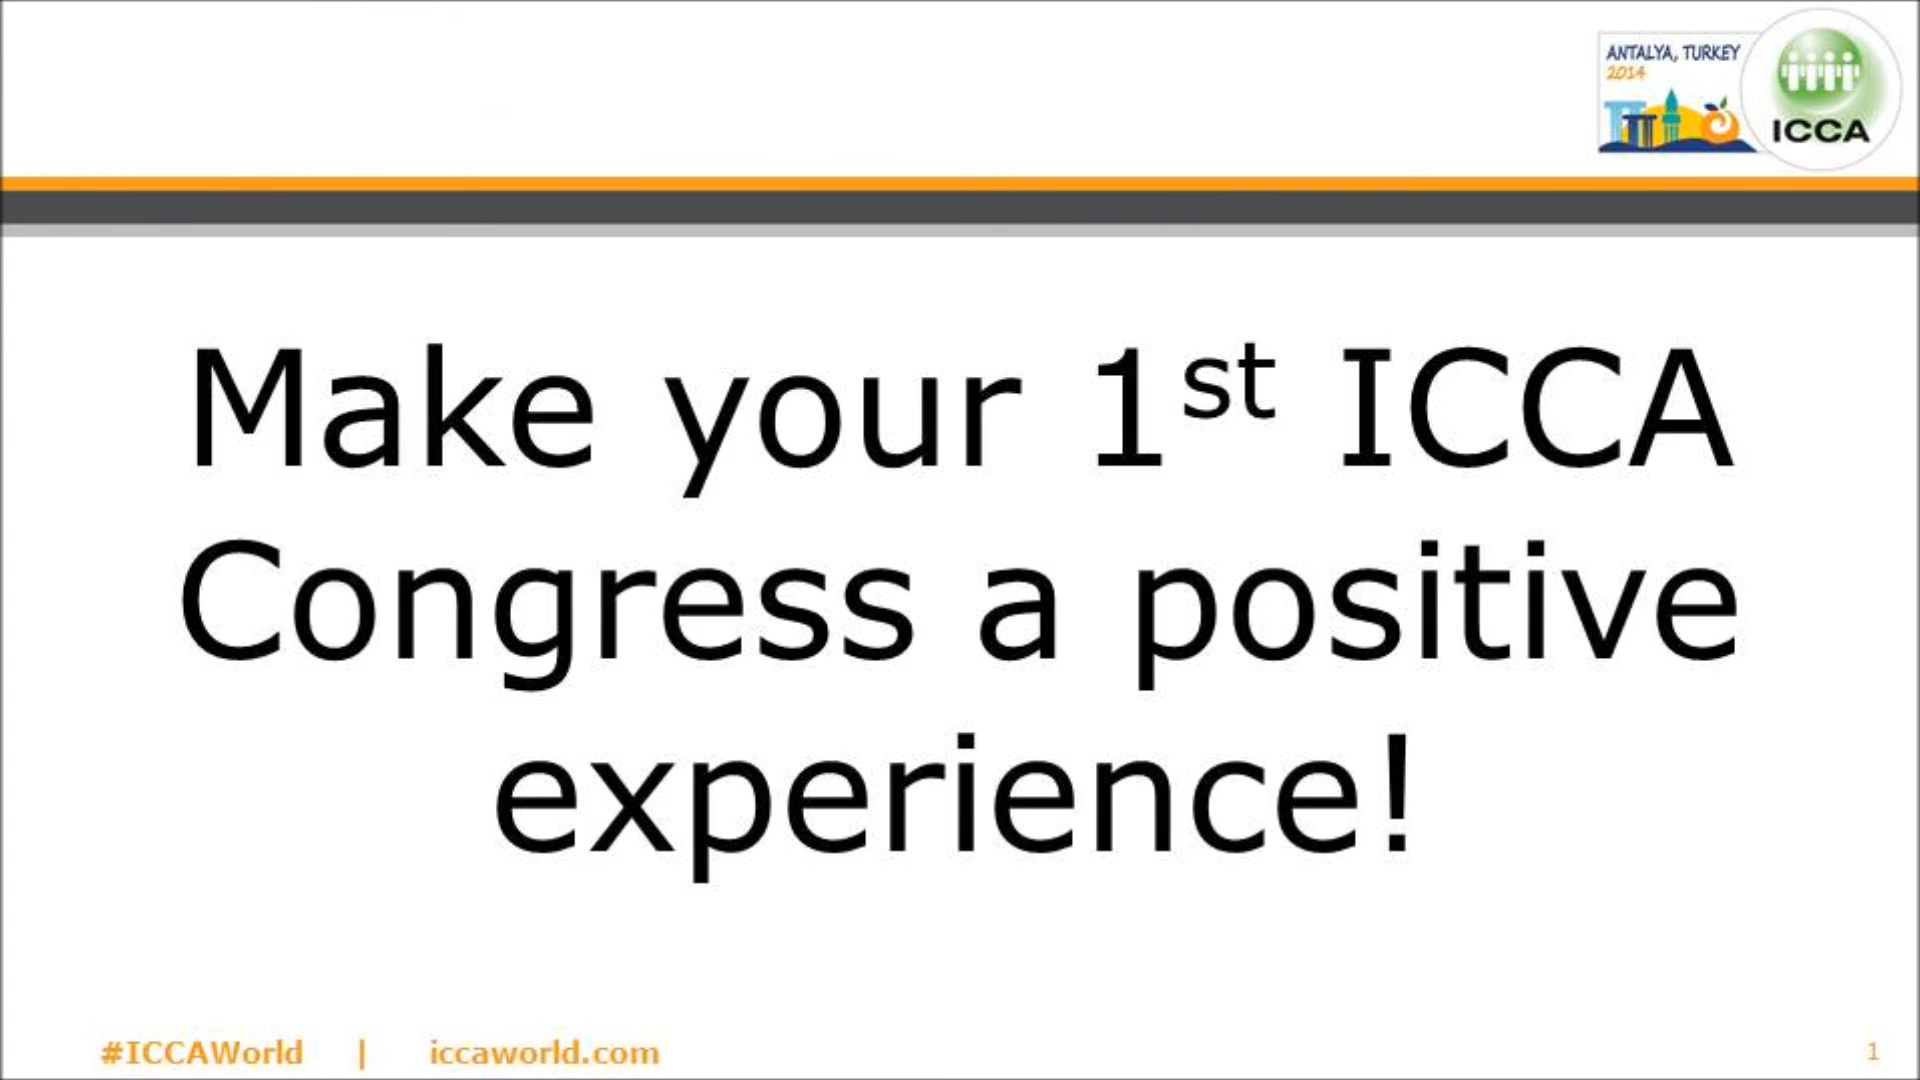 ANTALYA, TURKEY
2014
ICCA
Make your 1st ICCA
Congress a positive
experience!
#ICCAWorld | iccaworld.com
1